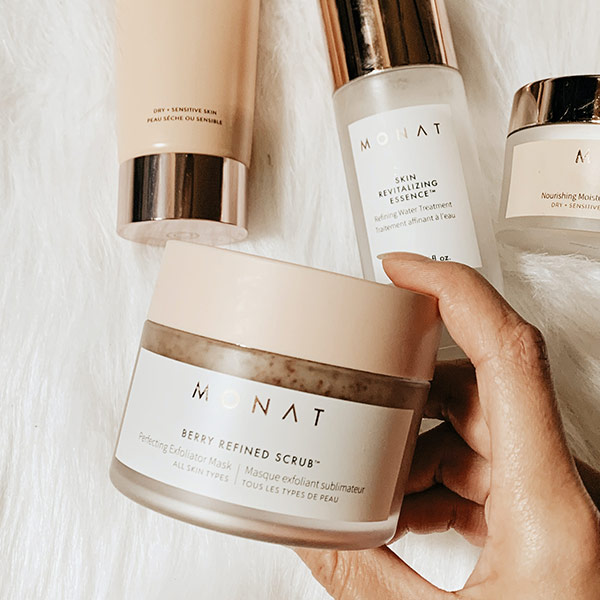 DRY + SENSITIVE SKIN
PEAU SÈCHE OU SENSIBLE
MONAT
SKIN
REVITALIZING
ESSENCE™
Refining Water Treatment
Traitement affinant à l'eau
fl. oz.
M
Nourishing
DRY + SENSITIVE
MONAT
BERRY REFINED SCRUB™
Perfecting Exfoliator Mask | Masque exfoliant sublimateur
ALL SKIN TYPES | TOUS LES TYPES DE PEAU